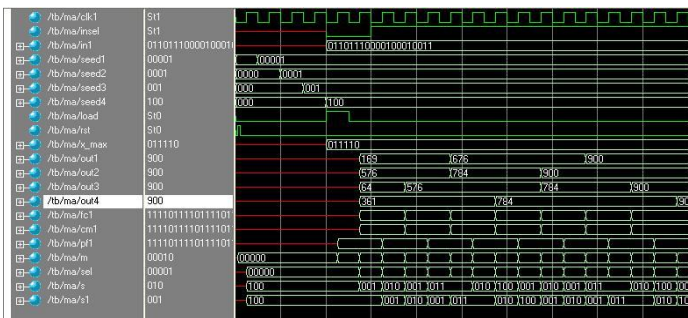 /tb/ma/clk1 St1
/tb/ma/insel St1
/tb/ma/in1 01101110000100010 01101110000100010011
/tb/ma/seed1 00001 00001
/tb/ma/seed2 0001 0000 0001
/tb/ma/seed3 001 000 001
/tb/ma/seed4 100 000 100
/tb/ma/load St0
/tb/ma/rst St0
/tb/ma/x_max 011110 011110
/tb/ma/out1 900 169 676 900
/tb/ma/out2 900 576 784 900
/tb/ma/out3 900 64 576 784 900
/tb/ma/out4 900 361 784 90
/tb/ma/fc1 1111011110111101
/tb/ma/cm1 1111011110111101
/tb/ma/pf1 1111011110111101
/tb/ma/m 00010 00000
/tb/ma/sel 00001 00000
/tb/ma/s 010 100 001 010 001 011 010 100 001 010 001 011 010 100
/tb/ma/s1 001 100 001 010 001 011 010 100 001 010 001 011 010